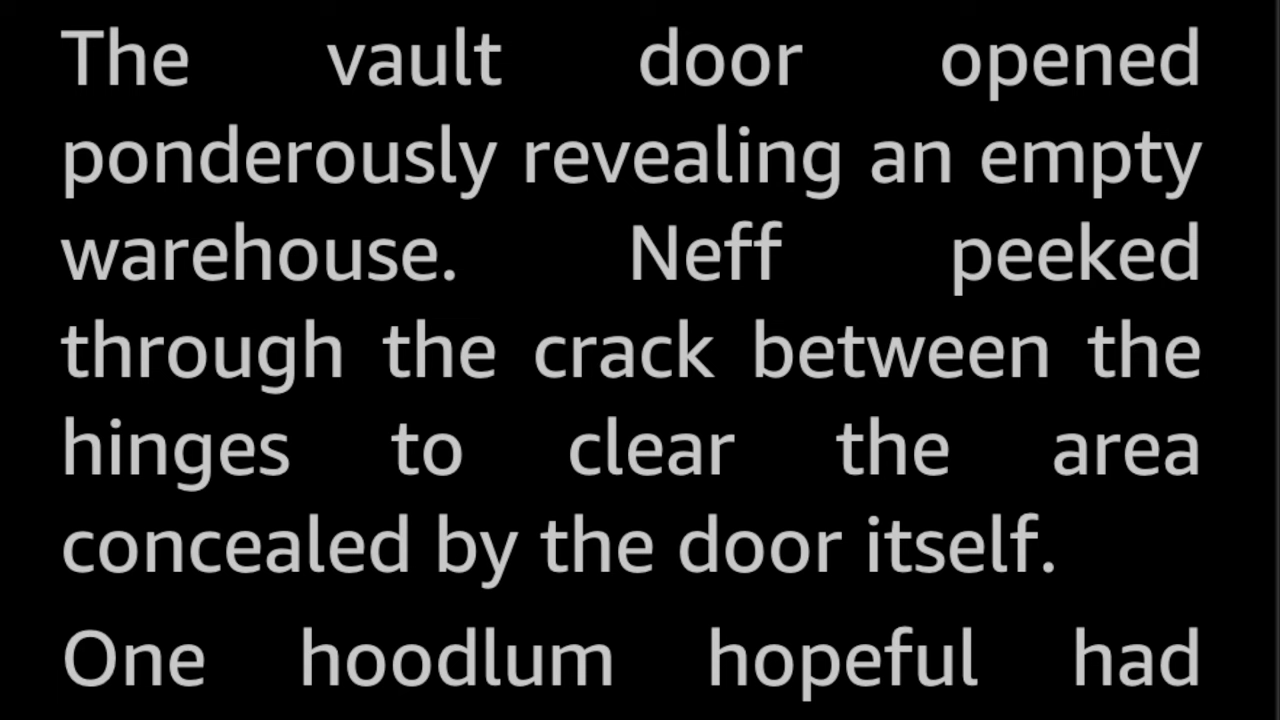 The vault door opened
ponderously revealing an empty
warehouse. Neff peeked
through the crack between the
hinges to clear the area
concealed by the door itself.
One hoodlum hopeful had